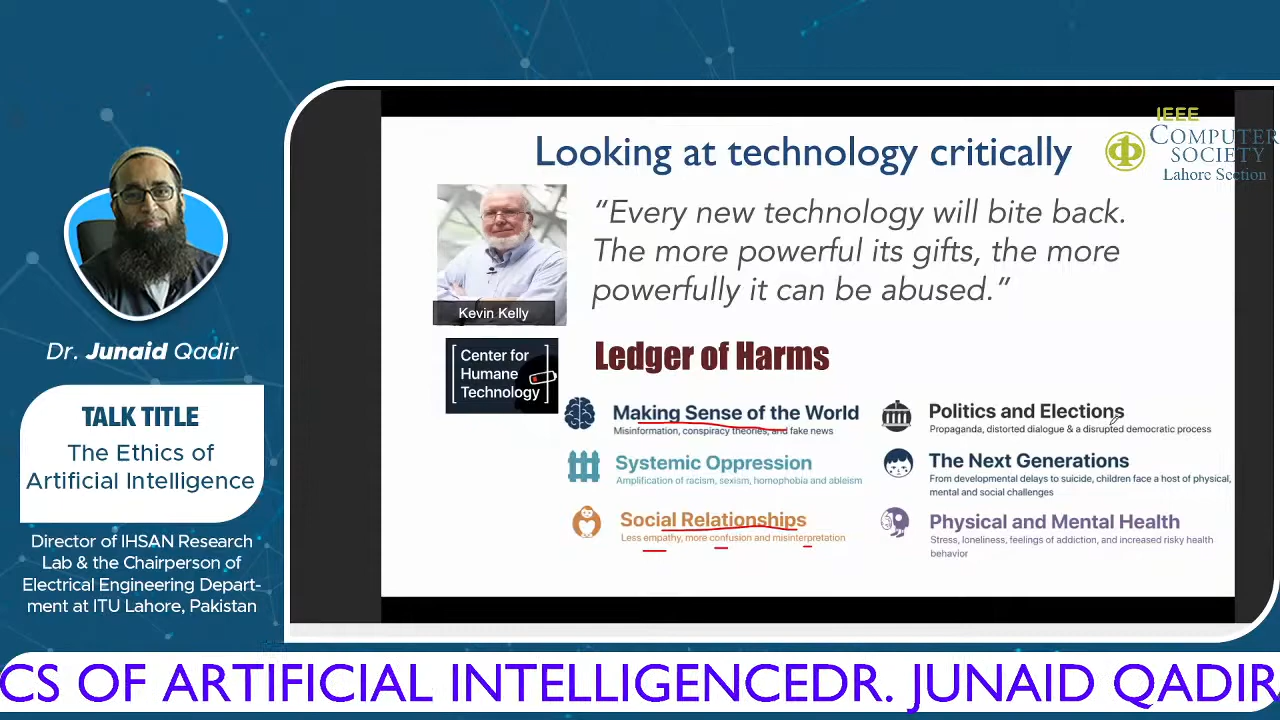 Dr. Junaid Qadir
TALK TITLE
The Ethics of
Artificial Intelligence
Director of IHSAN Research
Lab & the Chairperson of
Electrical Engineering Depart-
ment at ITU Lahore, Pakistan
IEEE
COMPUTER
SOCIETY
Lahore Section
Looking at technology critically
“Every new technology will bite back.
The more powerful its gifts, the more
powerfully it can be abused.”
Kevin Kelly
Center for
Humane
Technology
Ledger of Harms
Making Sense of the World
Misinformation, conspiracy theories, and fake news
Systemic Oppression
Amplification of racism, sexism, homophobia and ableism
Social Relationships
Less empathy, more confusion and misinterpretation
Politics and Elections
Propaganda, distorted dialogue & a disrupted democratic process
The Next Generations
From developmental delays to suicide, children face a host of physical,
mental and social challenges
Physical and Mental Health
Stress, loneliness, feelings of addiction, and increased risky health
behavior
CS OF ARTIFICIAL INTELLIGENCEDR. JUNAID QADIR